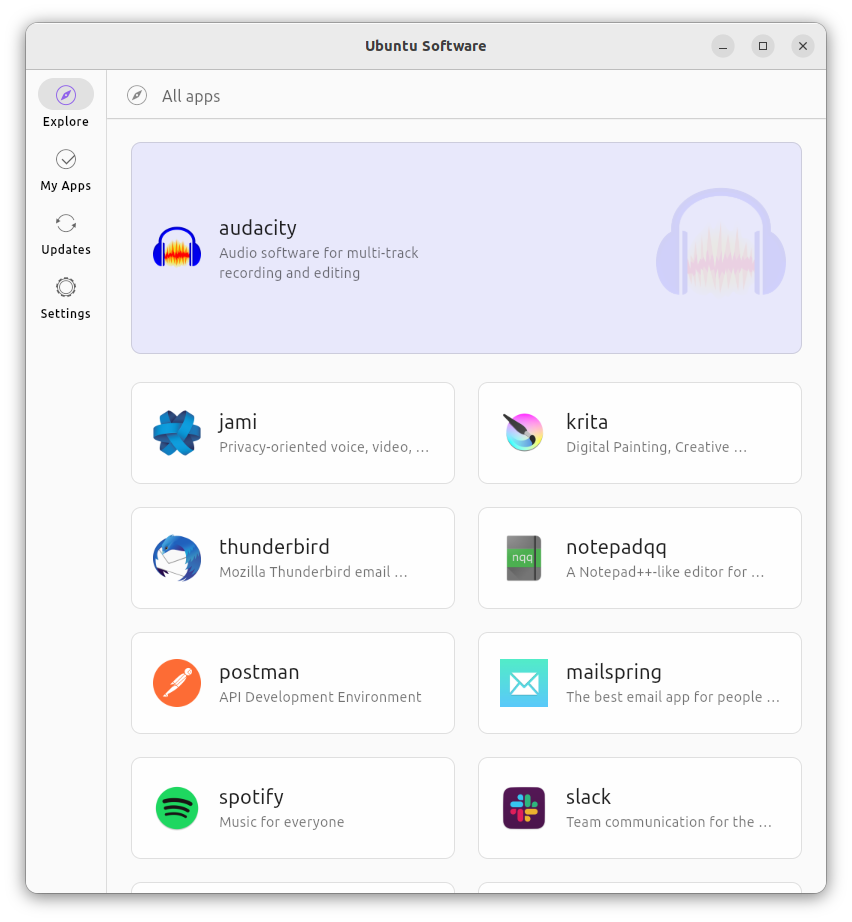 Ubuntu Software
Explore
My Apps
Updates
Settings
All apps
audacity
Audio software for multi-track
recording and editing
jami
Privacy-oriented voice, video, …
krita
Digital Painting, Creative …
thunderbird
Mozilla Thunderbird email …
nqq
notepadqq
A Notepad++-like editor for …
postman
API Development Environment
mailspring
The best email app for people …
spotify
Music for everyone
slack
Team communication for the …